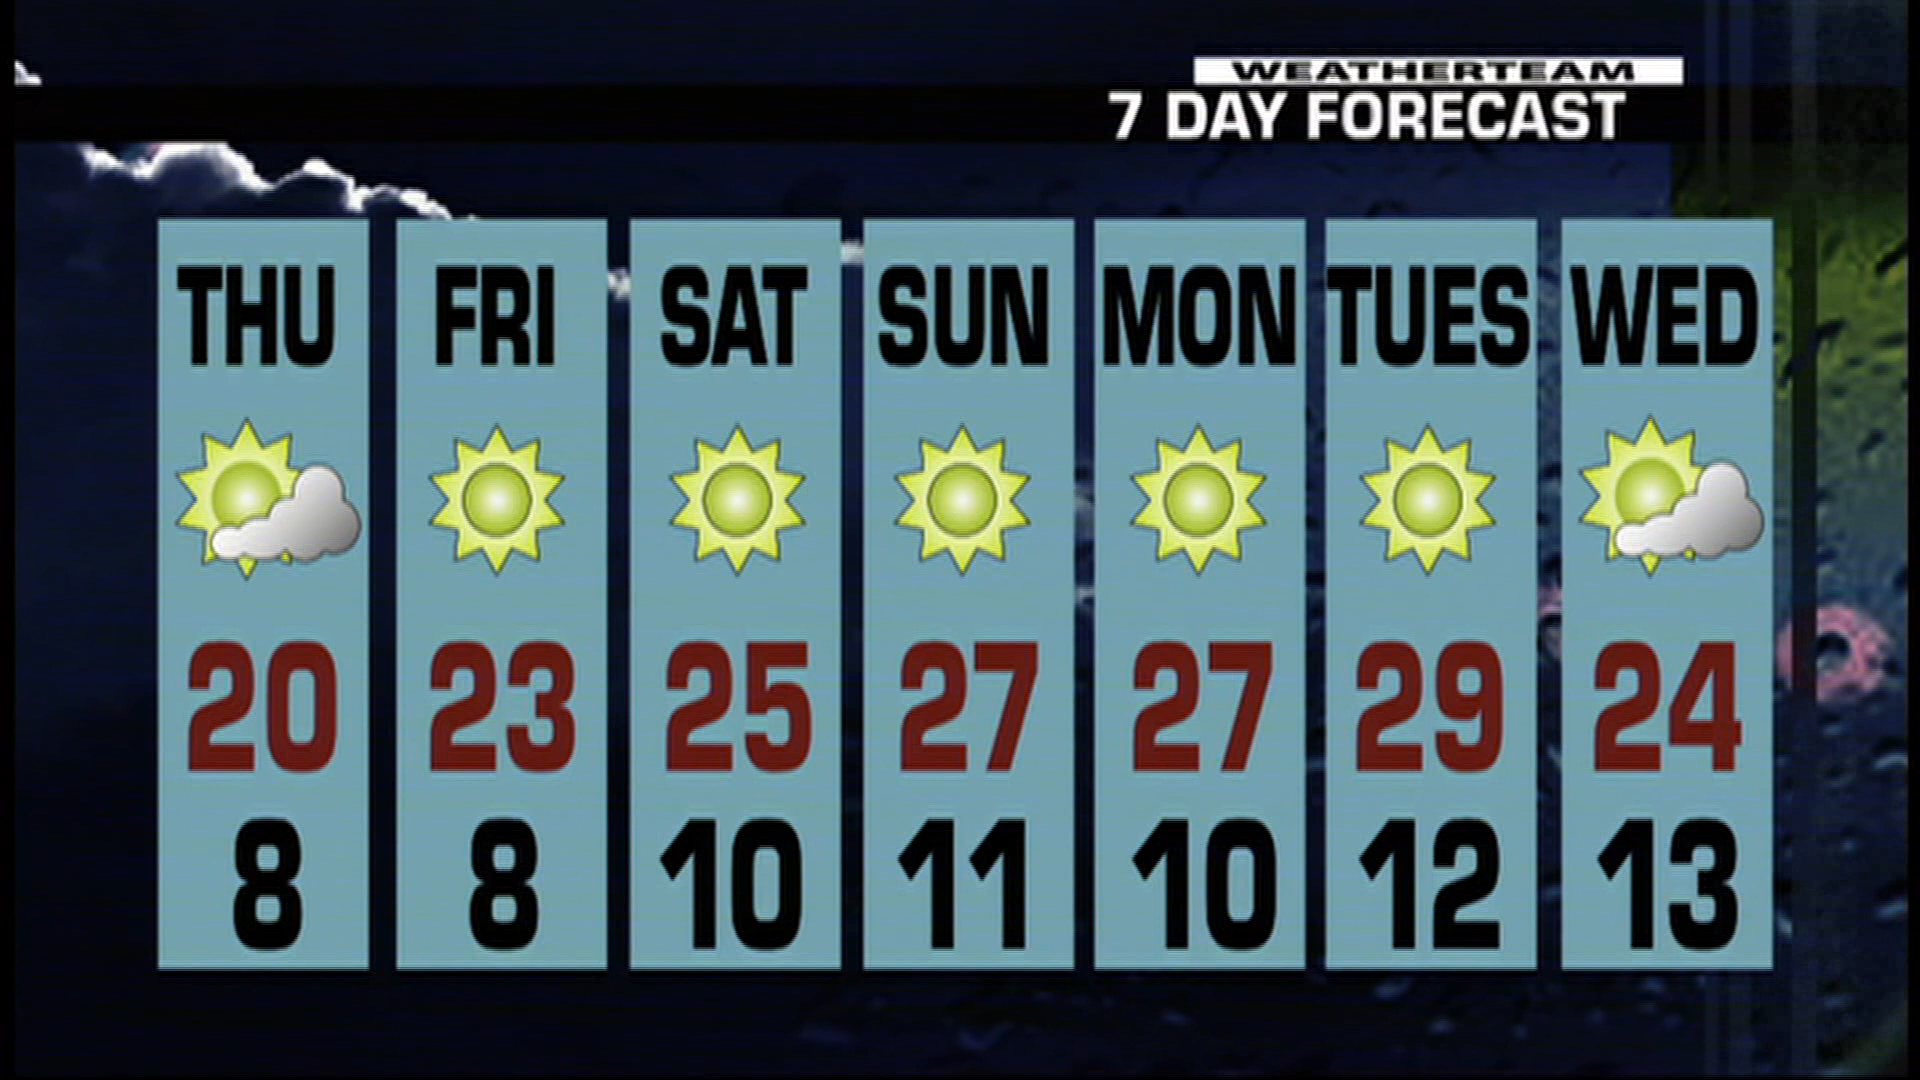 WEATHERTEAM
7 DAY FORECAST
THU FRI SAT SUN MON TUES WED
20 23 25 27 27 29 24
8 8 10 11 10 12 13